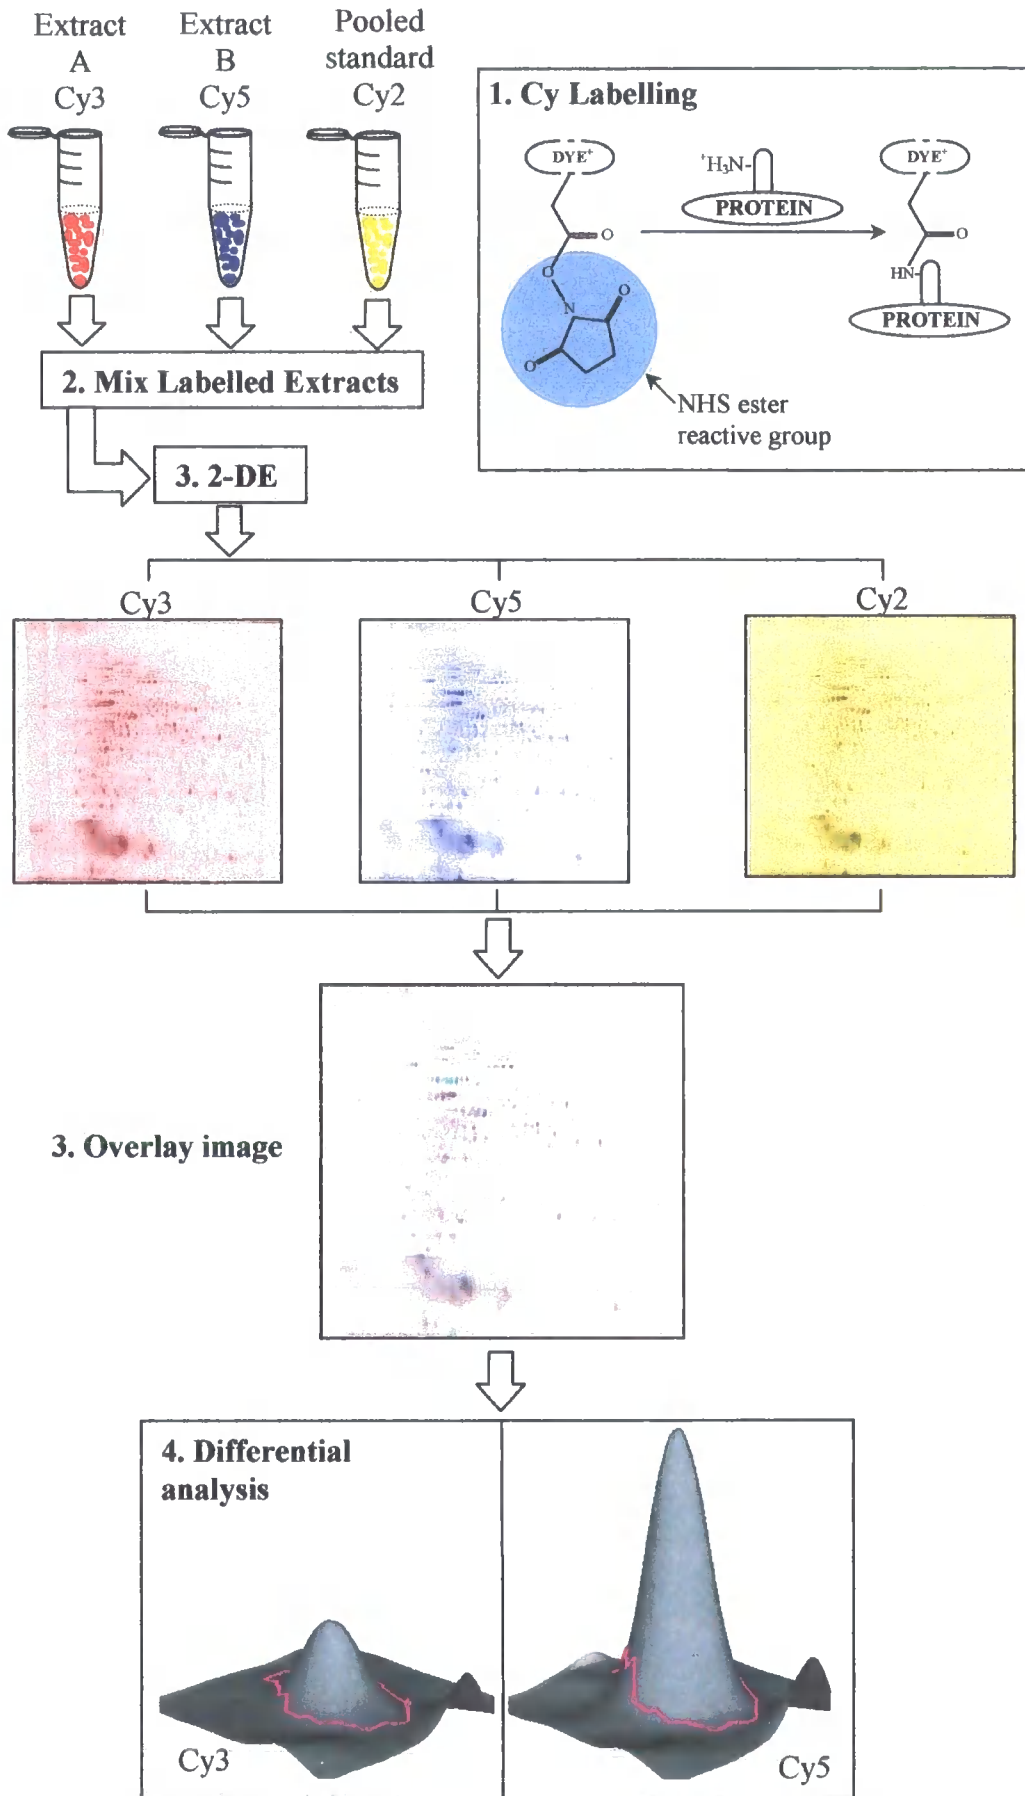 Extract
A
Cy3
Extract
B
Cy5
Pooled
standard
Cy2
1. Cy Labelling
DYE⁺
O
O
N
O
O
NHS ester
reactive group
⁺H₃N-
PROTEIN
DYE⁺
O
HN-
PROTEIN
2. Mix Labelled Extracts
3. 2-DE
Cy3
Cy5
Cy2
3. Overlay image
4. Differential
analysis
Cy3
Cy5